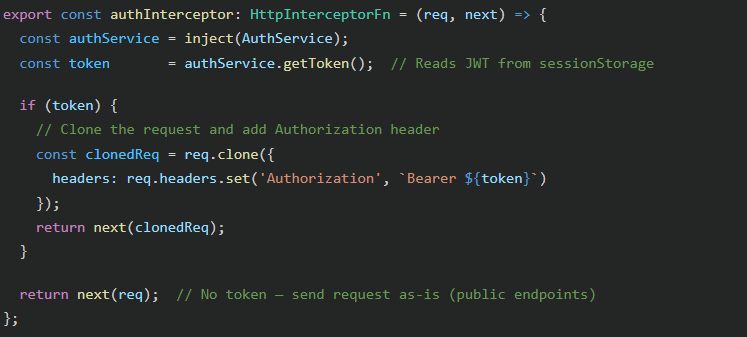 export const authInterceptor: HttpInterceptorFn = (req, next) => {
  const authService = inject(AuthService);
  const token       = authService.getToken();  // Reads JWT from sessionStorage

  if (token) {
    // Clone the request and add Authorization header
    const clonedReq = req.clone({
      headers: req.headers.set('Authorization', `Bearer ${token}`)
    });
    return next(clonedReq);
  }

  return next(req);  // No token — send request as-is (public endpoints)
};